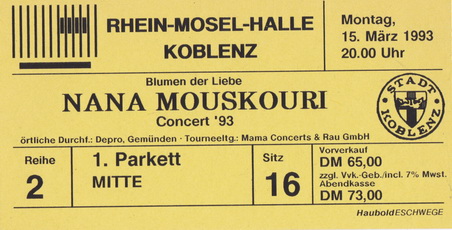 RHEIN-MOSEL-HALLE
KOBLENZ
Montag,
15. März 1993
20.00 Uhr
Blumen der Liebe
NANA MOUSKOURI
Concert '93
STADT KOBLENZ
örtliche Durchf.: Depro, Gemünden · Tourneeltg.: Mama Concerts & Rau GmbH
Reihe
2
1. Parkett
MITTE
Sitz
16
Vorverkauf
DM 65,00
zzgl. Vvk.-Geb./incl. 7% Mwst.
Abendkasse
DM 73,00
Haubold ESCHWEGE